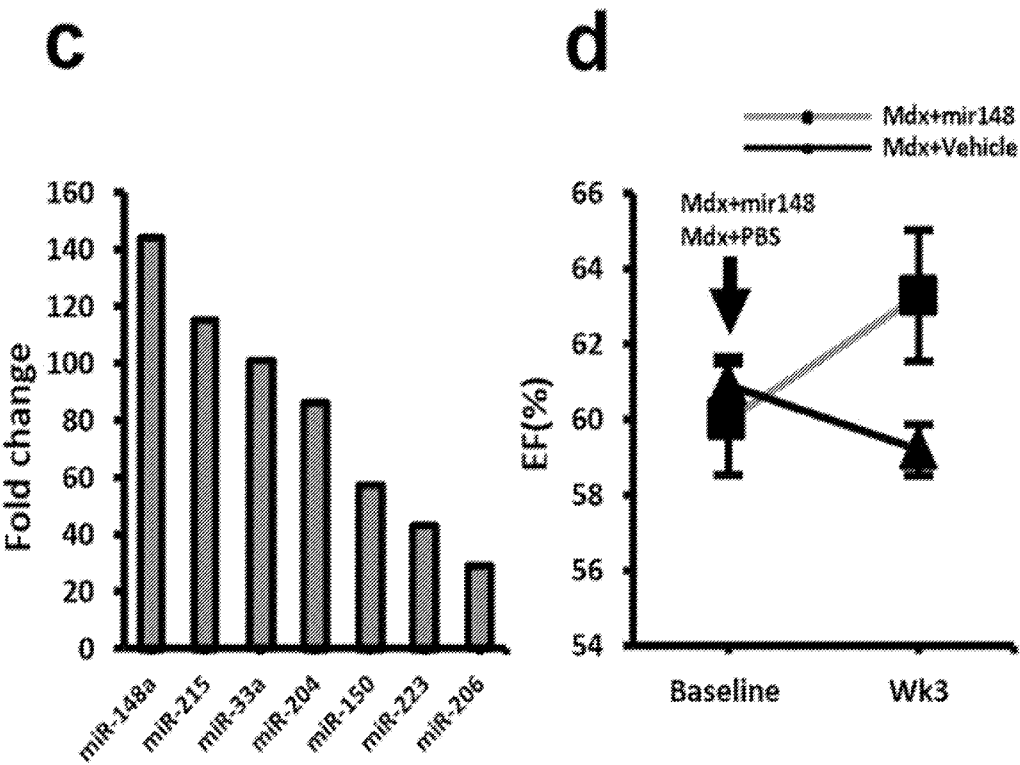 c
Fold change
160
140
120
100
80
60
40
20
0
miR-148a
miR-215
miR-33a
miR-204
miR-150
miR-223
miR-206
d
Mdx+mir148
Mdx+Vehicle
Mdx+mir148
Mdx+PBS
EF(%)
66
64
62
60
58
56
54
Baseline
Wk3